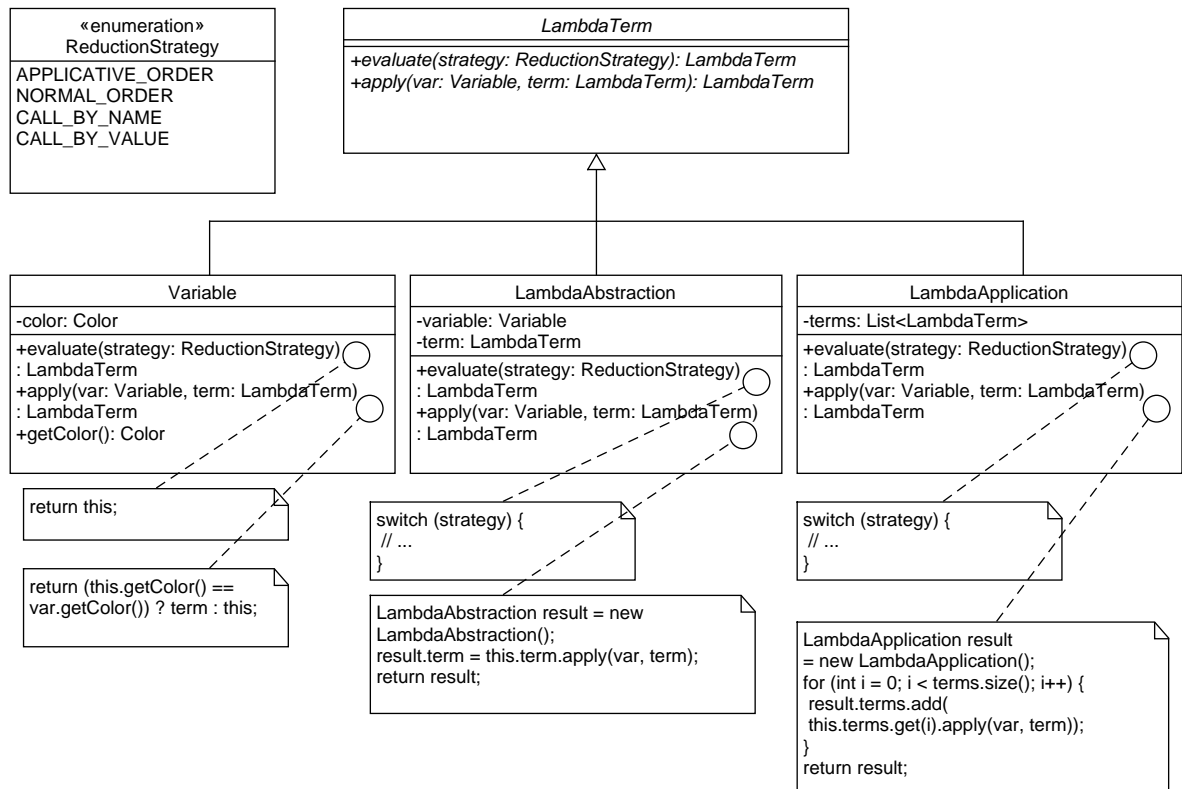 «enumeration»
ReductionStrategy
APPLICATIVE_ORDER
NORMAL_ORDER
CALL_BY_NAME
CALL_BY_VALUE
LambdaTerm
+evaluate(strategy: ReductionStrategy): LambdaTerm
+apply(var: Variable, term: LambdaTerm): LambdaTerm
Variable
-color: Color
+evaluate(strategy: ReductionStrategy)
: LambdaTerm
+apply(var: Variable, term: LambdaTerm)
: LambdaTerm
+getColor(): Color
LambdaAbstraction
-variable: Variable
-term: LambdaTerm
+evaluate(strategy: ReductionStrategy)
: LambdaTerm
+apply(var: Variable, term: LambdaTerm)
: LambdaTerm
LambdaApplication
-terms: List<LambdaTerm>
+evaluate(strategy: ReductionStrategy)
: LambdaTerm
+apply(var: Variable, term: LambdaTerm)
: LambdaTerm
return this;
return (this.getColor() ==
var.getColor()) ? term : this;
switch (strategy) {
// ...
}
LambdaAbstraction result = new
LambdaAbstraction();
result.term = this.term.apply(var, term);
return result;
switch (strategy) {
// ...
}
LambdaApplication result
= new LambdaApplication();
for (int i = 0; i < terms.size(); i++) {
result.terms.add(
this.terms.get(i).apply(var, term));
}
return result;